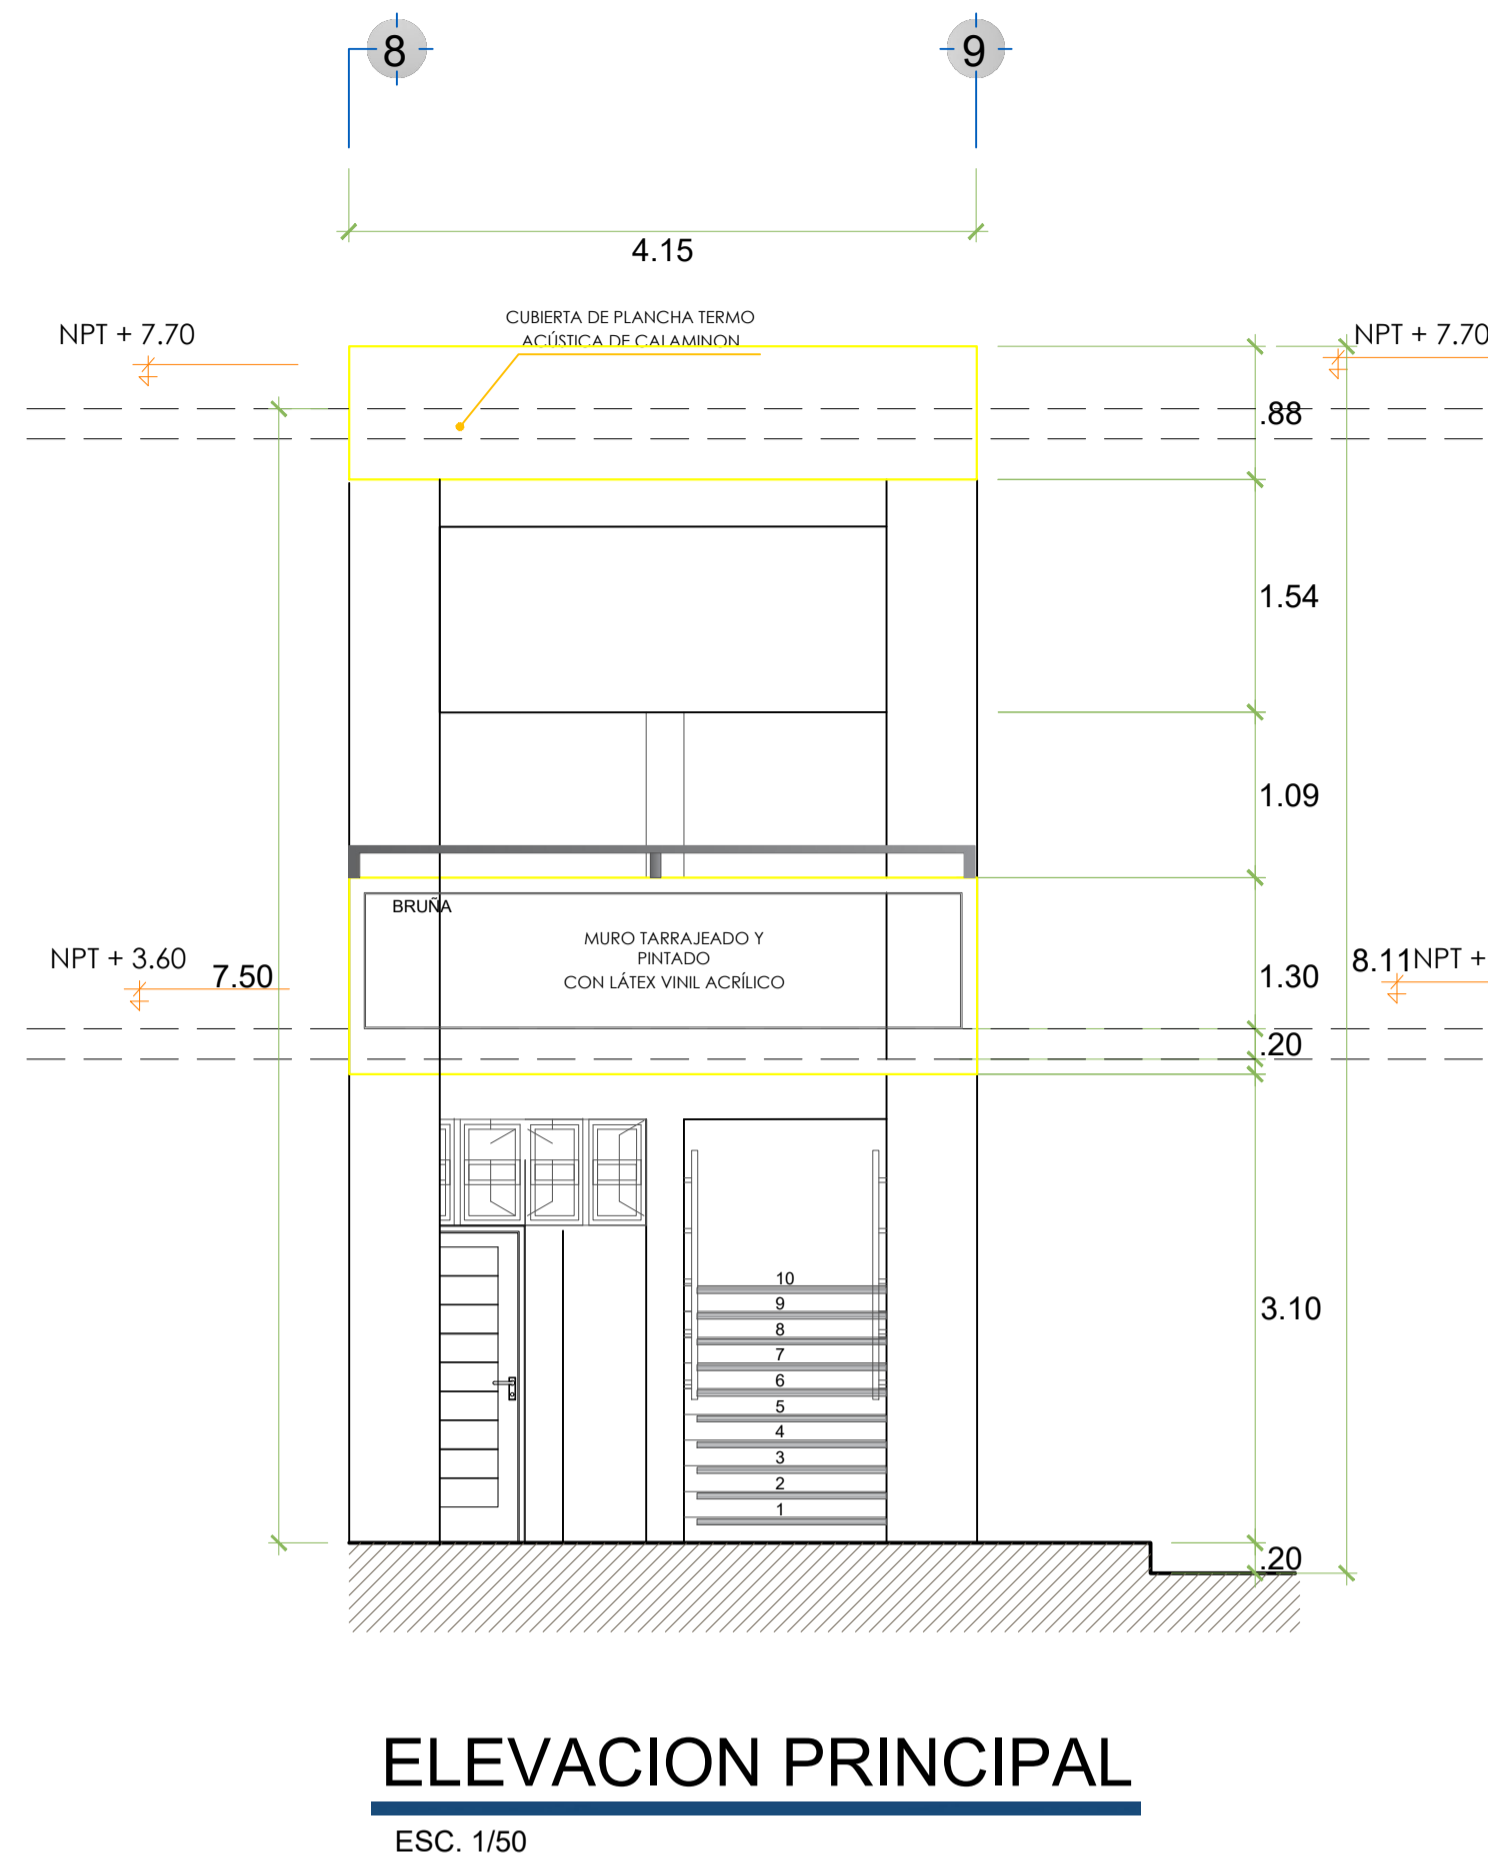 8
9
4.15
CUBIERTA DE PLANCHA TERMO
ACÚSTICA DE CALAMINON
NPT + 7.70
NPT + 7.70
.88
1.54
1.09
BRUÑA
MURO TARRAJEADO Y
PINTADO
CON LÁTEX VINIL ACRÍLICO
NPT + 3.60
7.50
1.30
8.11
NPT +
.20
10
9
8
7
6
5
4
3
2
1
3.10
.20
ELEVACION PRINCIPAL
ESC. 1/50